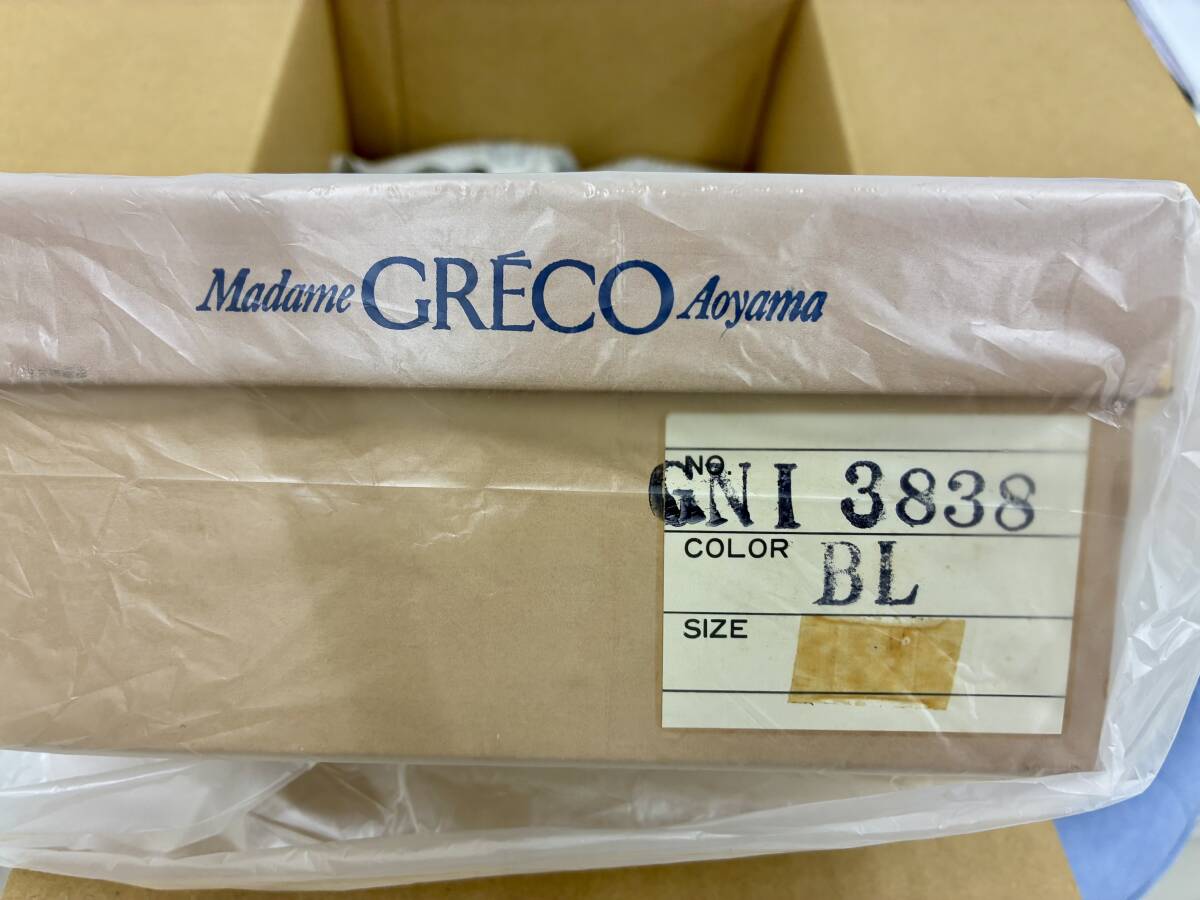 Madame GRÉCO Aoyama
NO.
GNI 3838
COLOR BL
SIZE